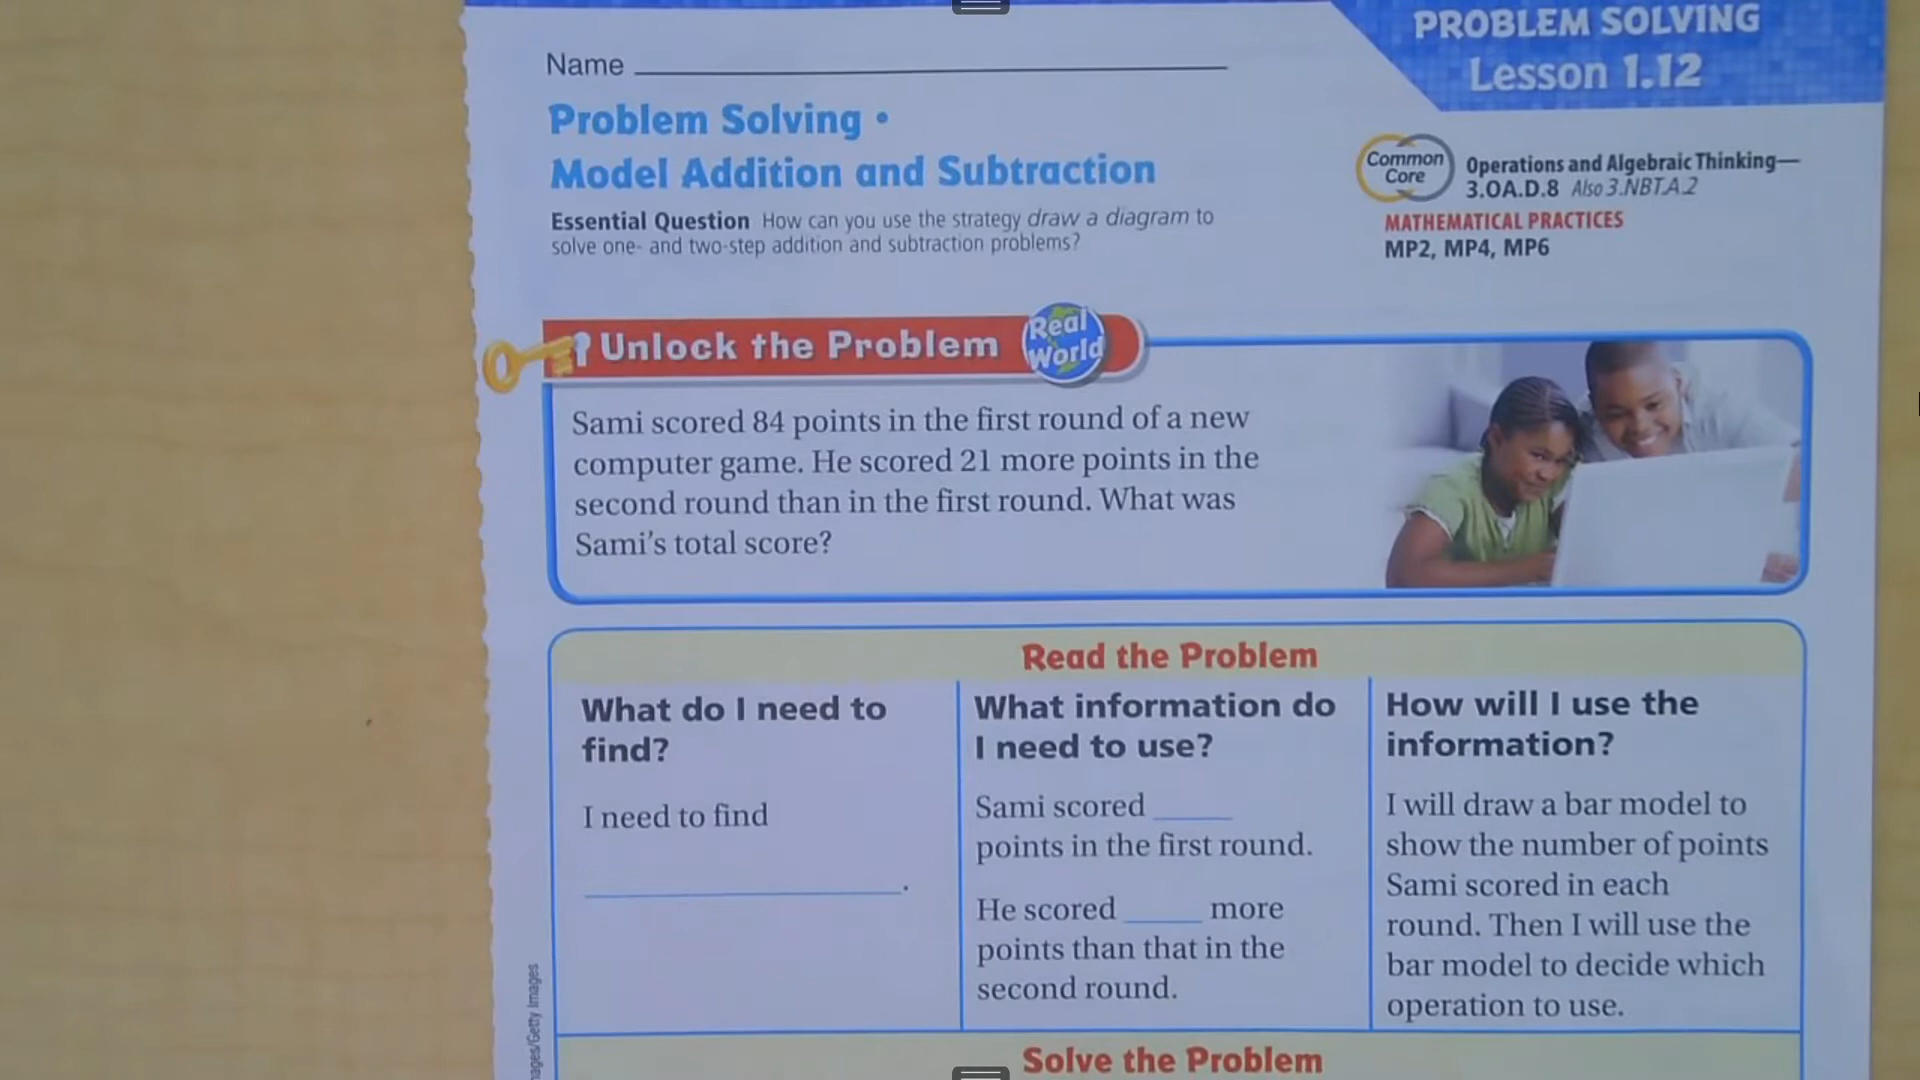 PROBLEM SOLVING
Lesson 1.12
Name
Problem Solving •
Model Addition and Subtraction
Common
Core
Operations and Algebraic Thinking—
3.OA.D.8 Also 3.NBT.A.2
MATHEMATICAL PRACTICES
MP2, MP4, MP6
Essential Question How can you use the strategy draw a diagram to
solve one- and two-step addition and subtraction problems?
Unlock the Problem
Real
World
Sami scored 84 points in the first round of a new
computer game. He scored 21 more points in the
second round than in the first round. What was
Sami's total score?
Read the Problem
What do I need to
find?
I need to find
.
What information do
I need to use?
Sami scored ____
points in the first round.
He scored ____ more
points than that in the
second round.
How will I use the
information?
I will draw a bar model to
show the number of points
Sami scored in each
round. Then I will use the
bar model to decide which
operation to use.
Solve the Problem
/Getty Images